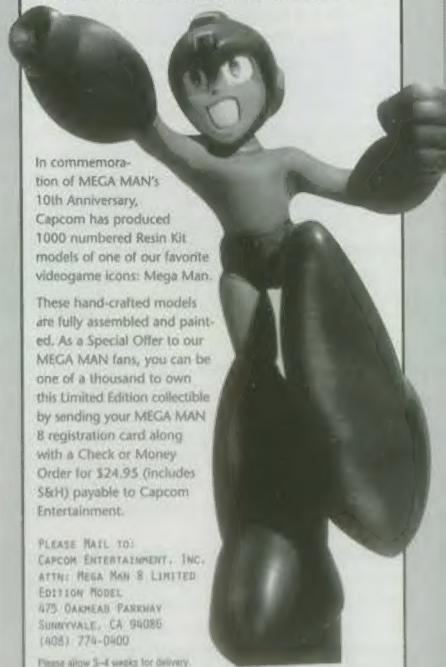 In commemora-
tion of MEGA MAN's
10th Anniversary,
Capcom has produced
1000 numbered Resin Kit
models of one of our favorite
videogame icons: Mega Man.
These hand-crafted models
are fully assembled and paint-
ed. As a Special Offer to our
MEGA MAN fans, you can be
one of a thousand to own
this Limited Edition collectible
by sending your MEGA MAN
8 registration card along
with a Check or Money
Order for $24.95 (includes
S&H) payable to Capcom
Entertainment.
PLEASE MAIL TO:
CAPCOM ENTERTAINMENT, INC.
ATTN: MEGA MAN 8 LIMITED
EDITION MODEL
475 OAKMEAD PARKWAY
SUNNYVALE, CA 94086
(408) 774-0400
Please allow 3-4 weeks for delivery.